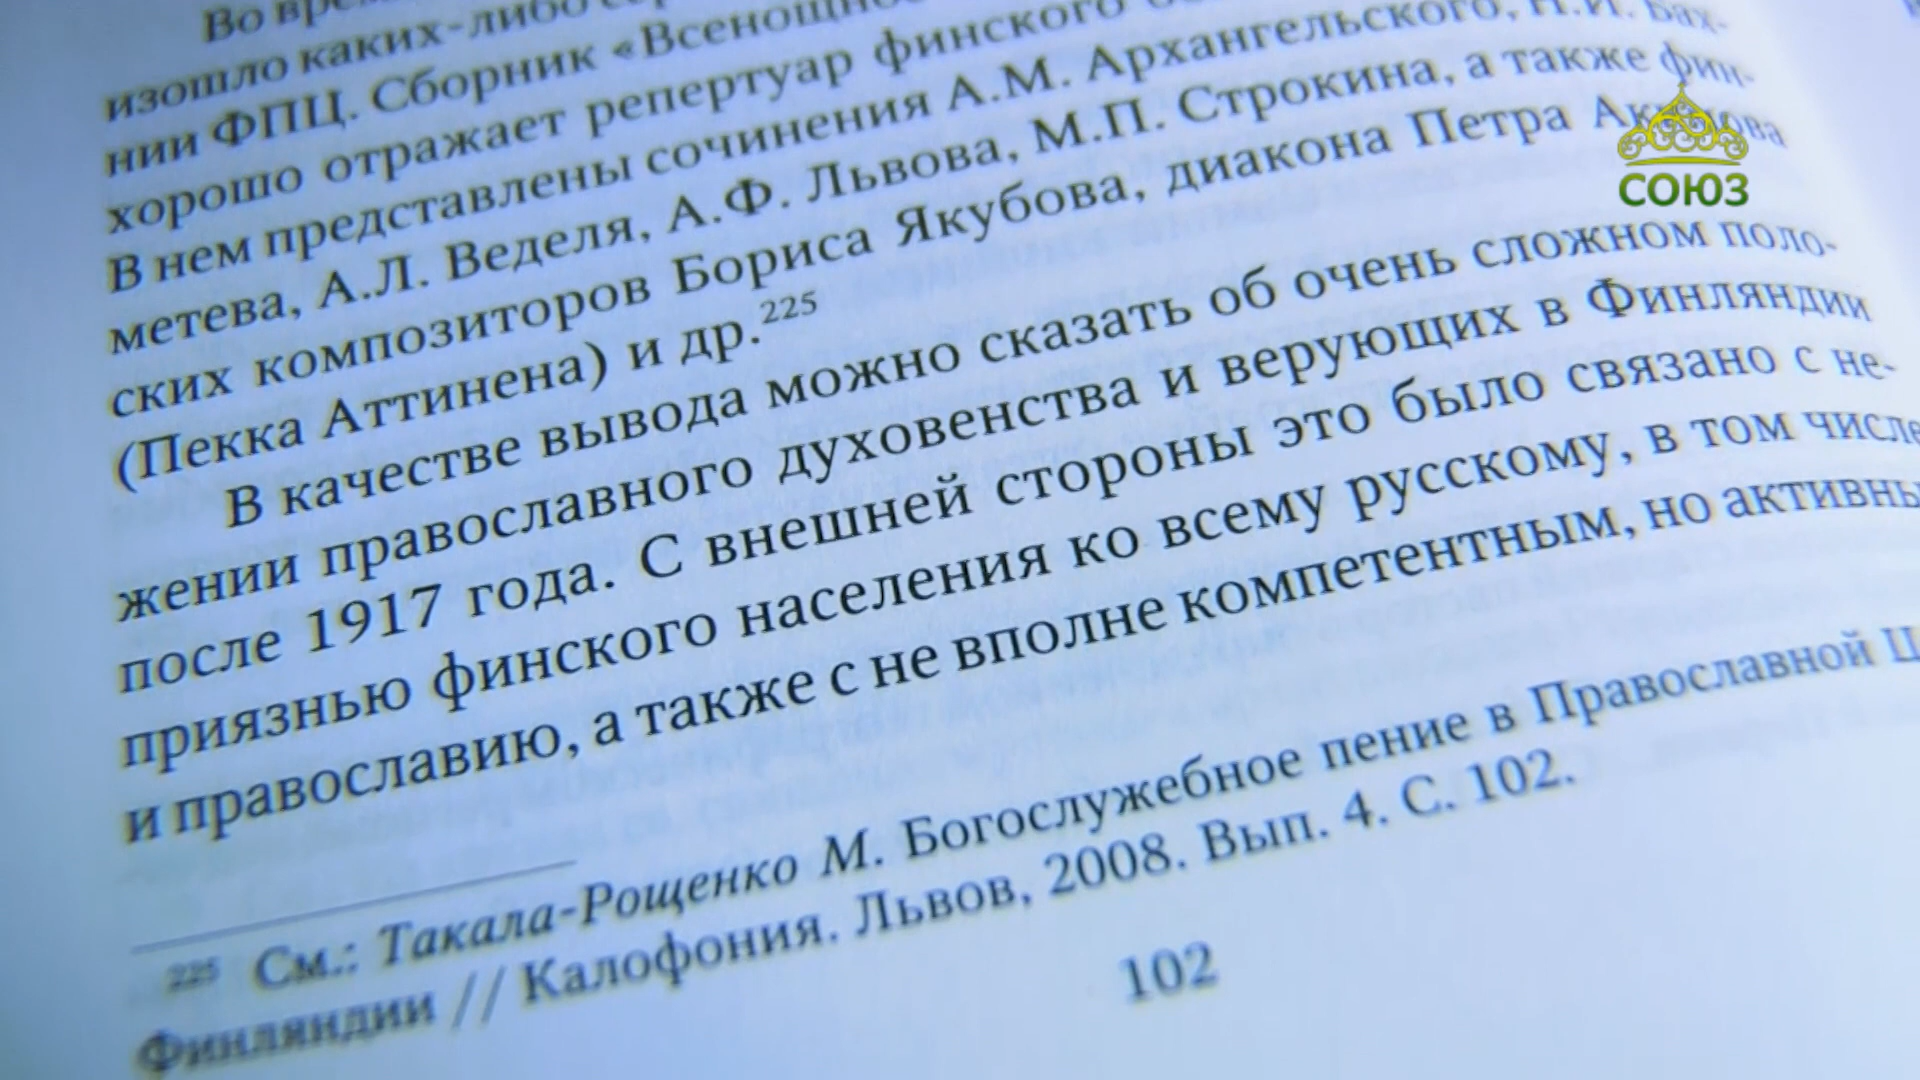 Во
изошло каких-либо
нии ФПЦ. Сборник «Всенощно
хорошо отражает репертуар финского
В нем представлены сочинения А.М. Архангельского, Н.И. Бах-
метева, А.Л. Веделя, А.Ф. Львова, М.П. Строкина, а также фин-
ских композиторов Бориса Якубова, диакона Петра
(Пекка Аттинена) и др.²²⁵
В качестве вывода можно сказать об очень сложном поло-
жении православного духовенства и верующих в Финляндии
после 1917 года. С внешней стороны это было связано с не-
приязнью финского населения ко всему русскому, в том числе
и православию, а также с не вполне компетентным, но активны
²²⁵ См.: Такала-Рощенко М. Богослужебное пение в Православной Ц
Финляндии // Калофония. Львов, 2008. Вып. 4. С. 102.
102
СОЮЗ